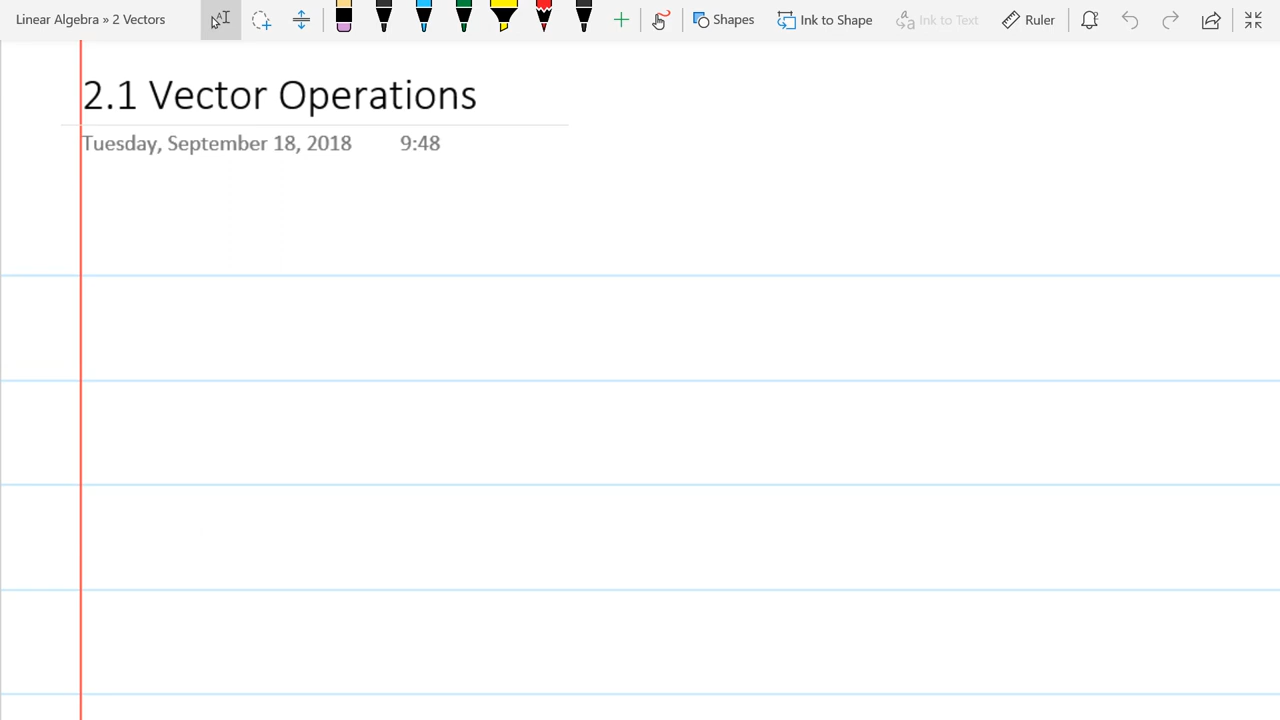 Linear Algebra » 2 Vectors Shapes Ink to Shape Ink to Text Ruler
2.1 Vector Operations
Tuesday, September 18, 2018 9:48